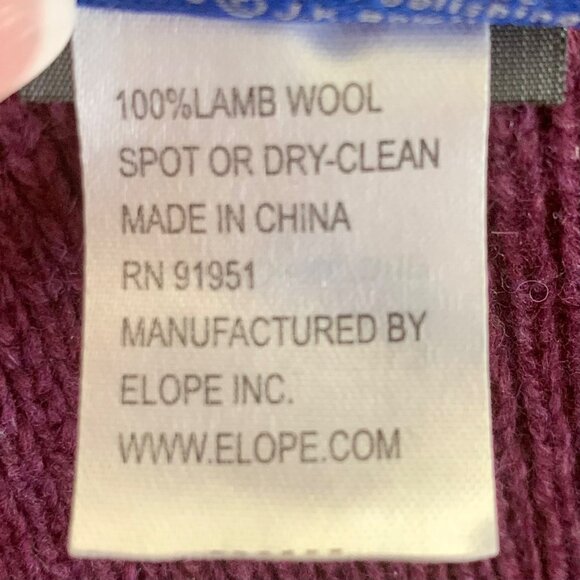 100%LAMB WOOL
SPOT OR DRY-CLEAN
MADE IN CHINA
RN 91951
MANUFACTURED BY
ELOPE INC.
WWW.ELOPE.COM